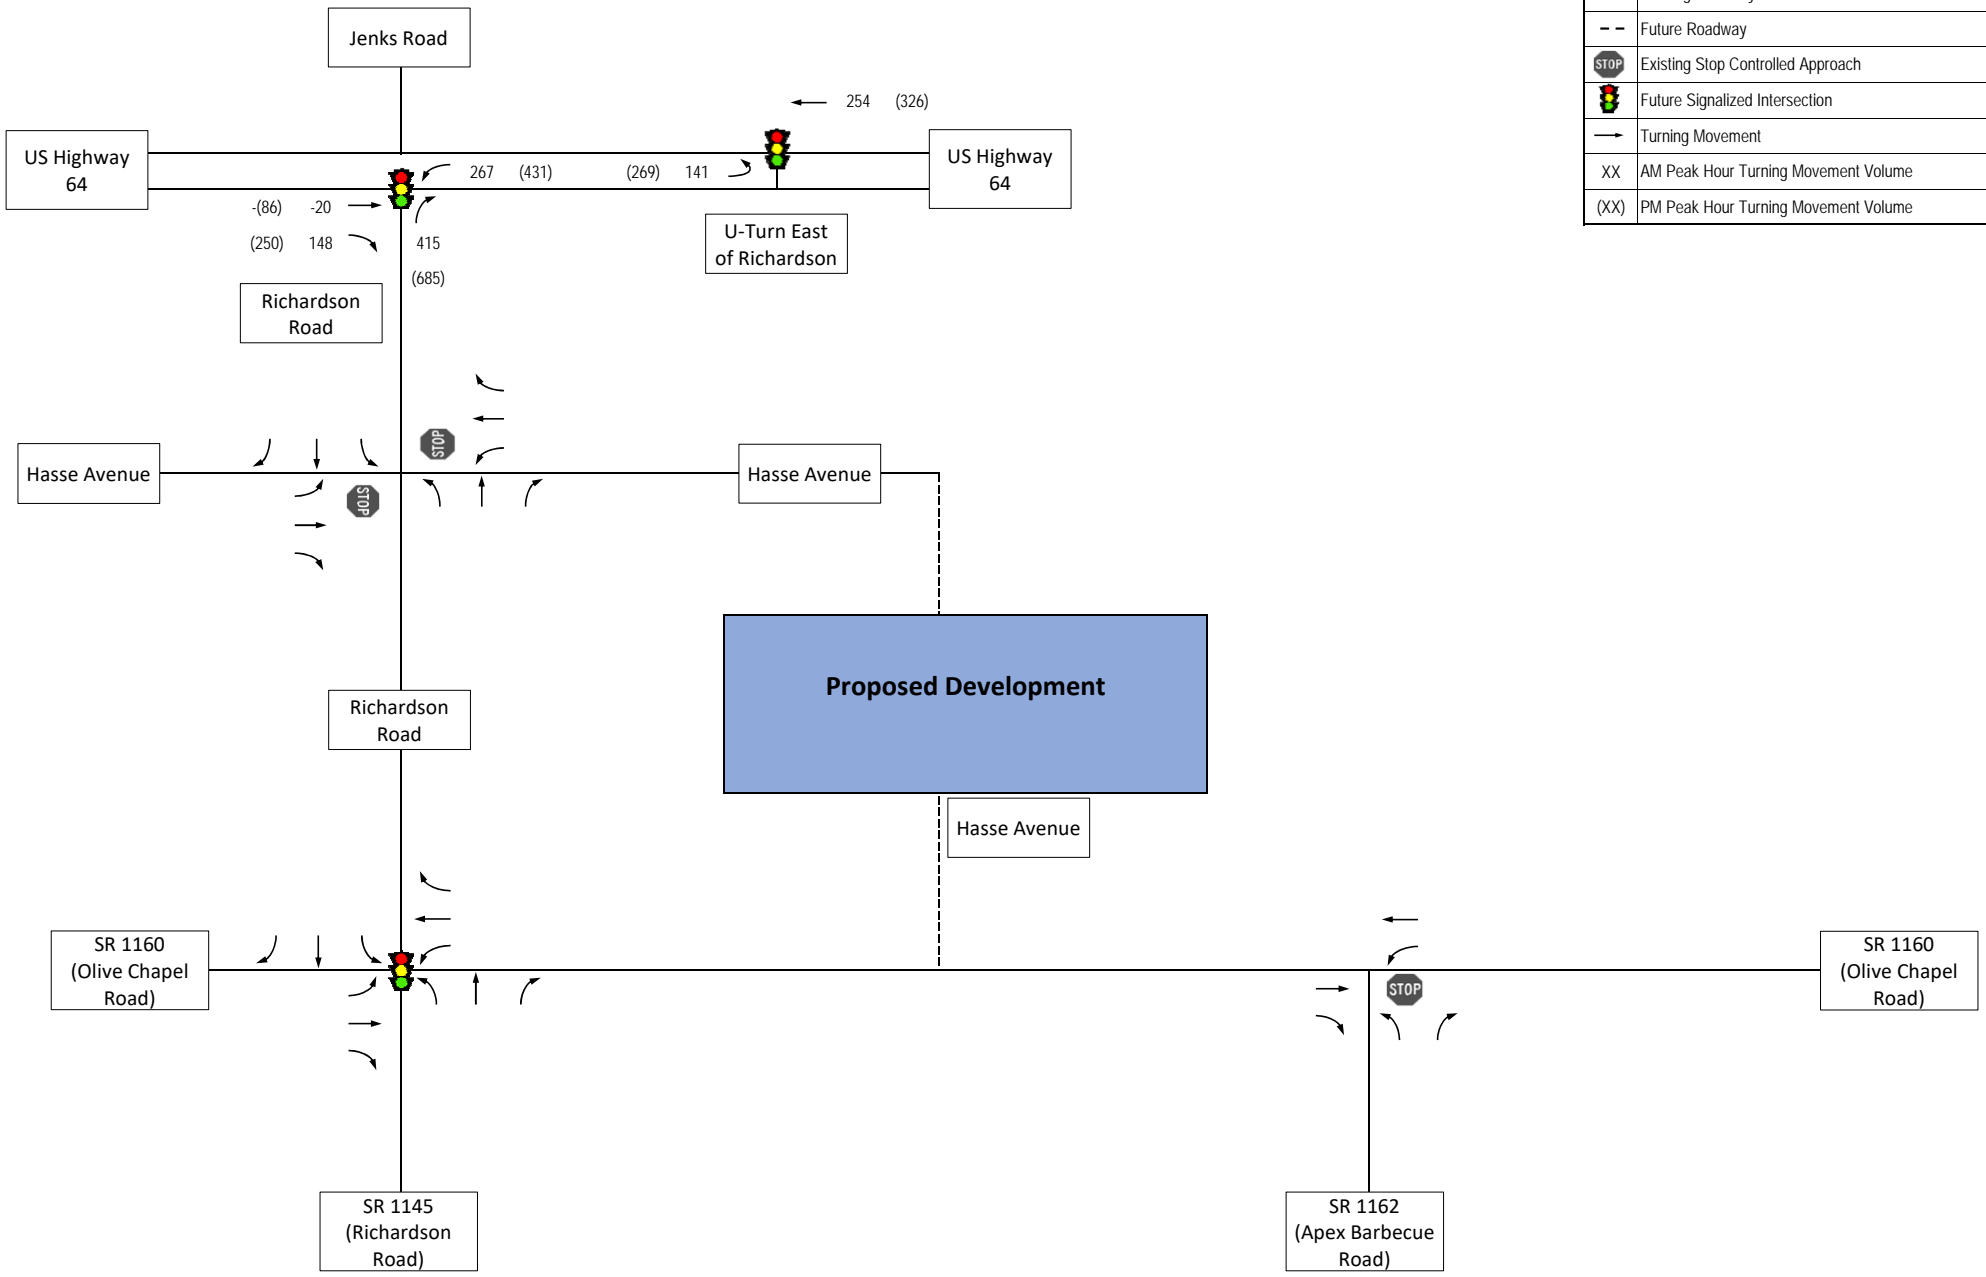 Jenks Road
-- Future Roadway
STOP Existing Stop Controlled Approach
Future Signalized Intersection
Turning Movement
XX AM Peak Hour Turning Movement Volume
(XX) PM Peak Hour Turning Movement Volume
254 (326)
US Highway
64
267 (431) (269) 141
US Highway
64
-(86) -20
(250) 148
415
(685)
U-Turn East
of Richardson
Richardson
Road
STOP
Hasse Avenue
Hasse Avenue
STOP
Proposed Development
Richardson
Road
Hasse Avenue
SR 1160
(Olive Chapel
Road)
STOP
SR 1160
(Olive Chapel
Road)
SR 1145
(Richardson
Road)
SR 1162
(Apex Barbecue
Road)